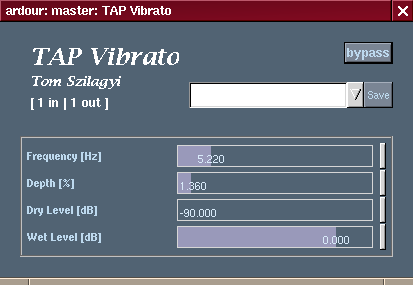 ardour: master: TAP Vibrato
TAP Vibrato
bypass
Tom Szilagyi
[ 1 in | 1 out ]
Save
Frequency [Hz] 5.220
Depth [%] 1.360
Dry Level [dB] -90.000
Wet Level [dB] 0.000